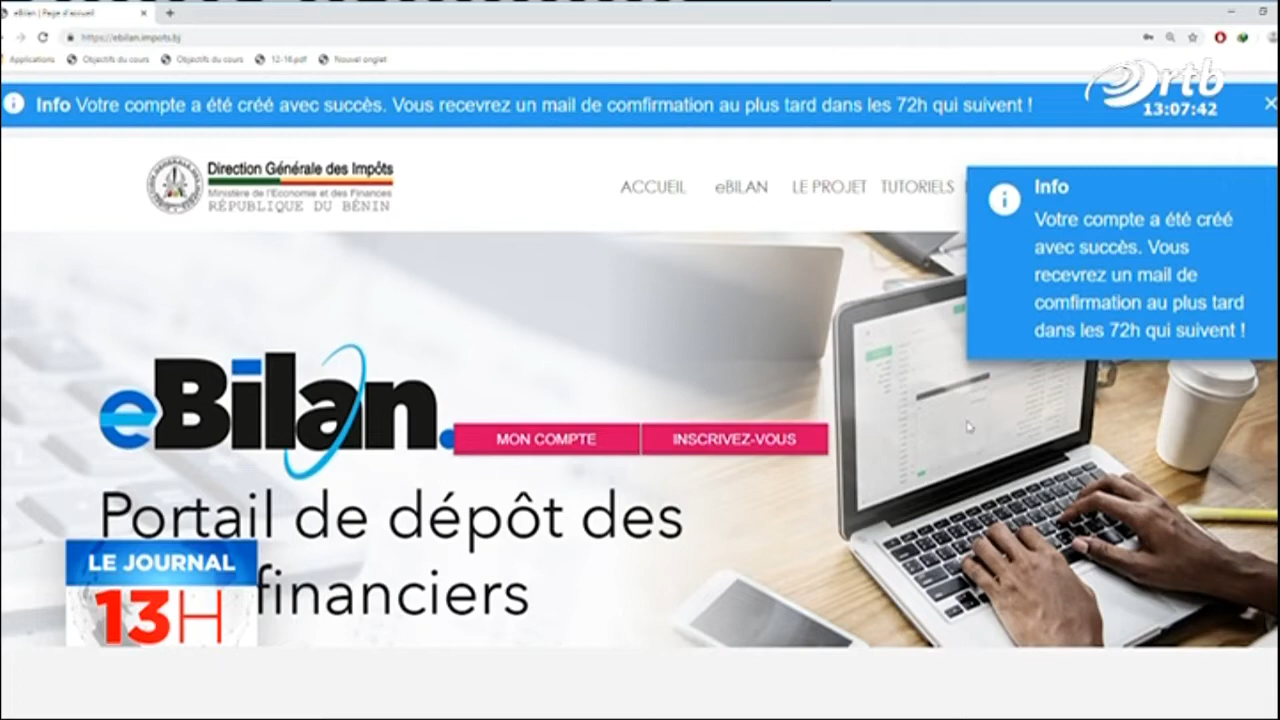 eBilan | Page d'accueil
https://ebilan.impots.bj
Applications Objectifs du cours Objectifs du cours 12-16.pdf Nouvel onglet
rtb
13:07:42
Info Votre compte a été créé avec succès. Vous recevrez un mail de comfirmation au plus tard dans les 72h qui suivent !
Direction Générale des Impôts
Ministère de l'Economie et des Finances
RÉPUBLIQUE DU BÉNIN
ACCUEIL eBILAN LE PROJET TUTORIELS
Info
Votre compte a été créé
avec succès. Vous
recevrez un mail de
comfirmation au plus tard
dans les 72h qui suivent !
eBilan.
MON COMPTE INSCRIVEZ-VOUS
Portail de dépôt des
financiers
LE JOURNAL
13H